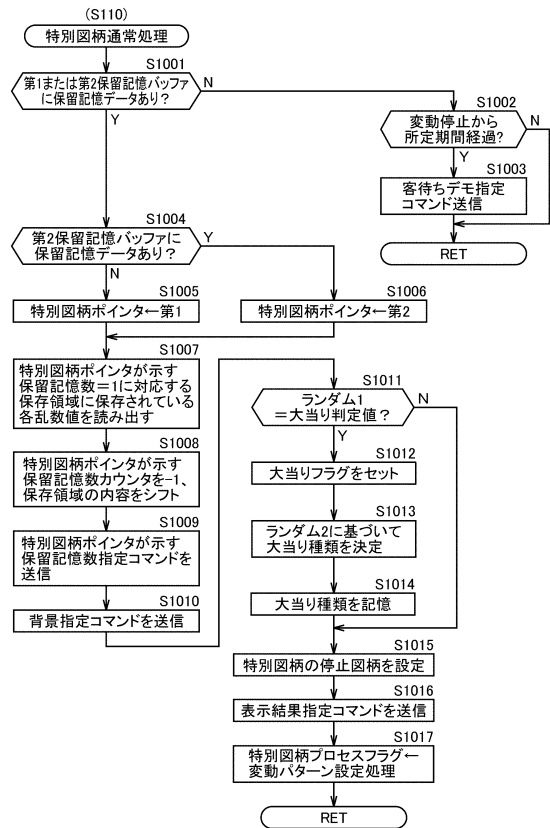 (S110)
特別図柄通常処理
S1001
第1または第2保留記憶バッファ
に保留記憶データあり？
N
Y
S1002
変動停止から
所定期間経過?
N
Y
S1003
客待ちデモ指定
コマンド送信
RET
S1004
第2保留記憶バッファに
保留記憶データあり？
Y
N
S1005
特別図柄ポインタ←第1
S1006
特別図柄ポインタ←第2
S1007
特別図柄ポインタが示す
保留記憶数＝1に対応する
保存領域に保存されている
各乱数値を読み出す
S1008
特別図柄ポインタが示す
保留記憶数カウンタを-1、
保存領域の内容をシフト
S1009
特別図柄ポインタが示す
保留記憶数指定コマンドを
送信
S1010
背景指定コマンドを送信
S1011
ランダム1
＝大当り判定値？
N
Y
S1012
大当りフラグをセット
S1013
ランダム2に基づいて
大当り種類を決定
S1014
大当り種類を記憶
S1015
特別図柄の停止図柄を設定
S1016
表示結果指定コマンドを送信
S1017
特別図柄プロセスフラグ←
変動パターン設定処理
RET